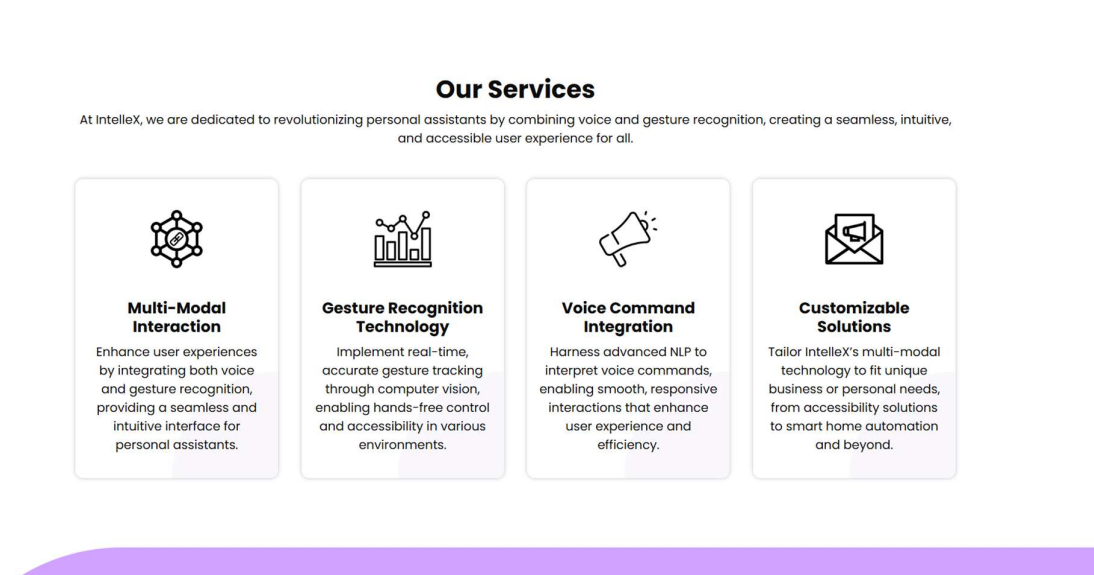 Our Services
At IntelleX, we are dedicated to revolutionizing personal assistants by combining voice and gesture recognition, creating a seamless, intuitive,
and accessible user experience for all.
Multi-Modal
Interaction
Enhance user experiences
by integrating both voice
and gesture recognition,
providing a seamless and
intuitive interface for
personal assistants.
Gesture Recognition
Technology
Implement real-time,
accurate gesture tracking
through computer vision,
enabling hands-free control
and accessibility in various
environments.
Voice Command
Integration
Harness advanced NLP to
interpret voice commands,
enabling smooth, responsive
interactions that enhance
user experience and
efficiency.
Customizable
Solutions
Tailor IntelleX's multi-modal
technology to fit unique
business or personal needs,
from accessibility solutions
to smart home automation
and beyond.